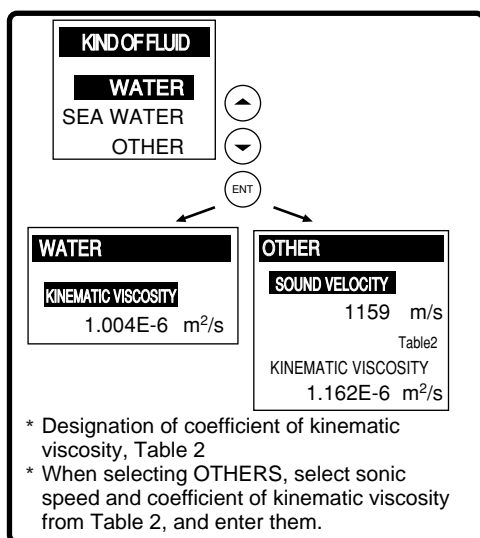 KIND OF FLUID
WATER
SEA WATER
OTHER
ENT
WATER
KINEMATIC VISCOSITY
1.004E-6 m²/s
OTHER
SOUND VELOCITY
1159 m/s
Table2
KINEMATIC VISCOSITY
1.162E-6 m²/s
* Designation of coefficient of kinematic
viscosity, Table 2
* When selecting OTHERS, select sonic
speed and coefficient of kinematic viscosity
from Table 2, and enter them.